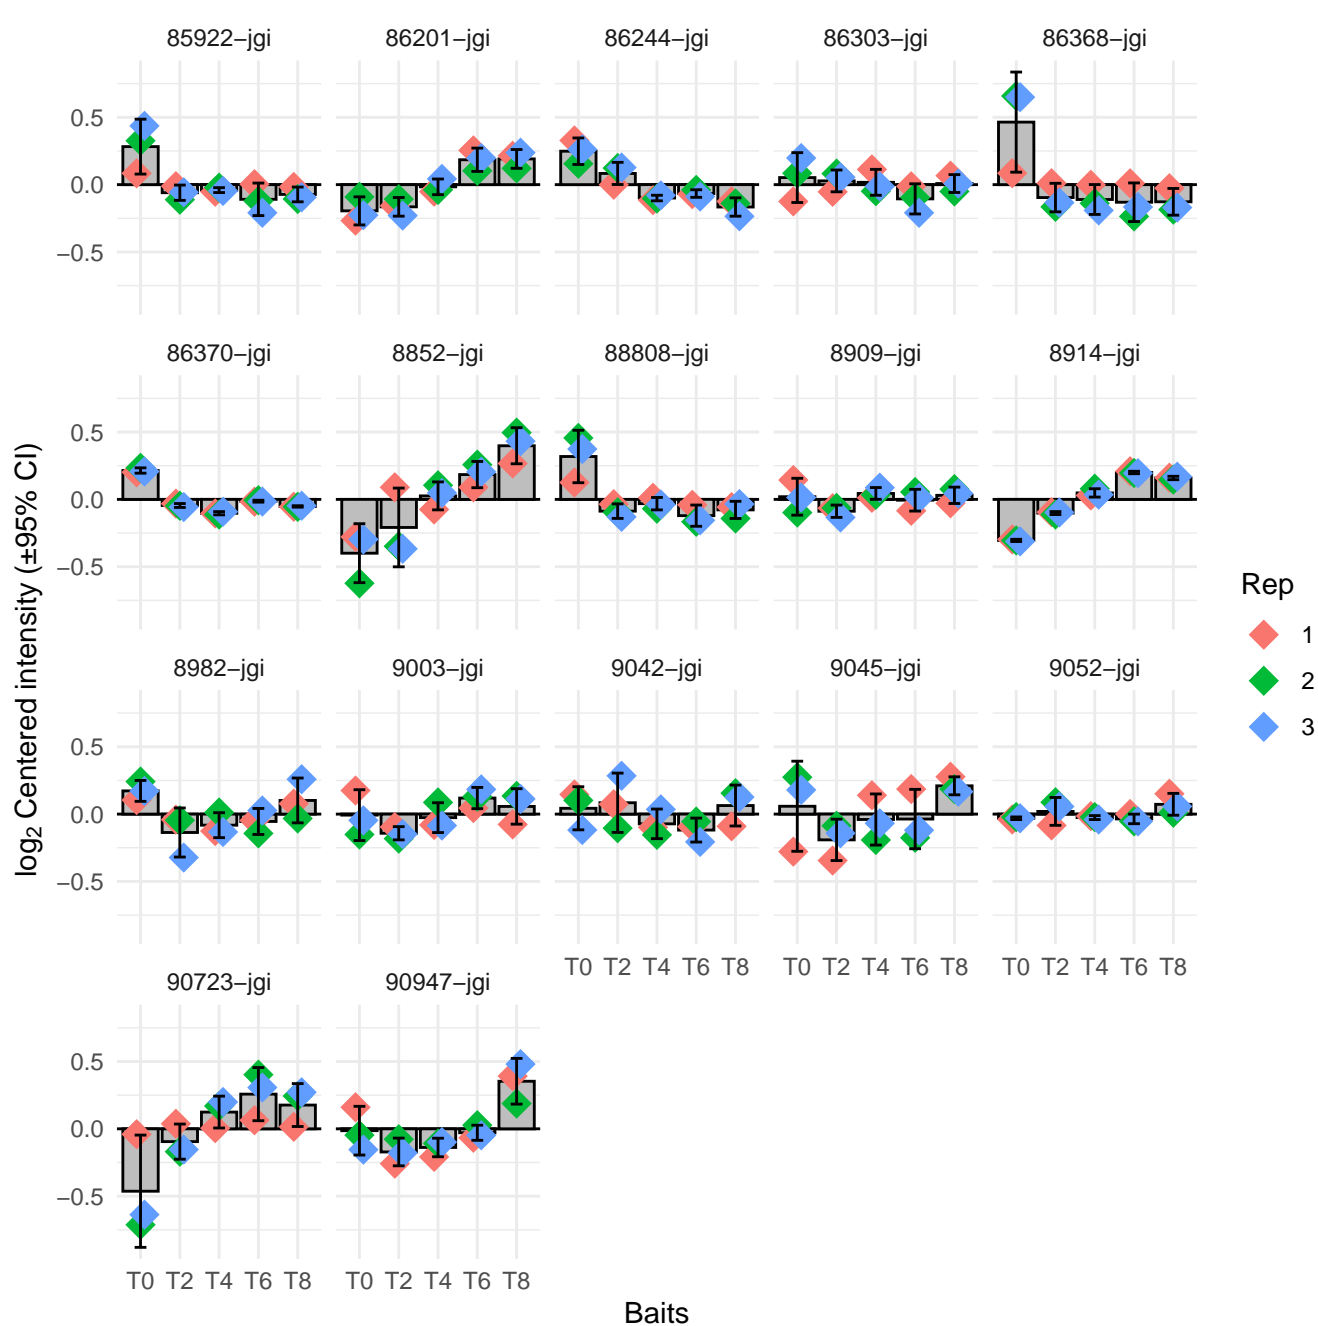 85922–jgi 86201–jgi 86244–jgi 86303–jgi 86368–jgi
0.5
0.0
−0.5
86370–jgi 8852–jgi 88808–jgi 8909–jgi 8914–jgi
0.5
0.0
−0.5
8982–jgi 9003–jgi 9042–jgi 9045–jgi 9052–jgi
0.5
0.0
−0.5
T0 T2 T4 T6 T8 T0 T2 T4 T6 T8 T0 T2 T4 T6 T8
90723–jgi 90947–jgi
0.5
0.0
−0.5
T0 T2 T4 T6 T8 T0 T2 T4 T6 T8
Baits
log2 Centered intensity (±95% CI)
Rep
1
2
3